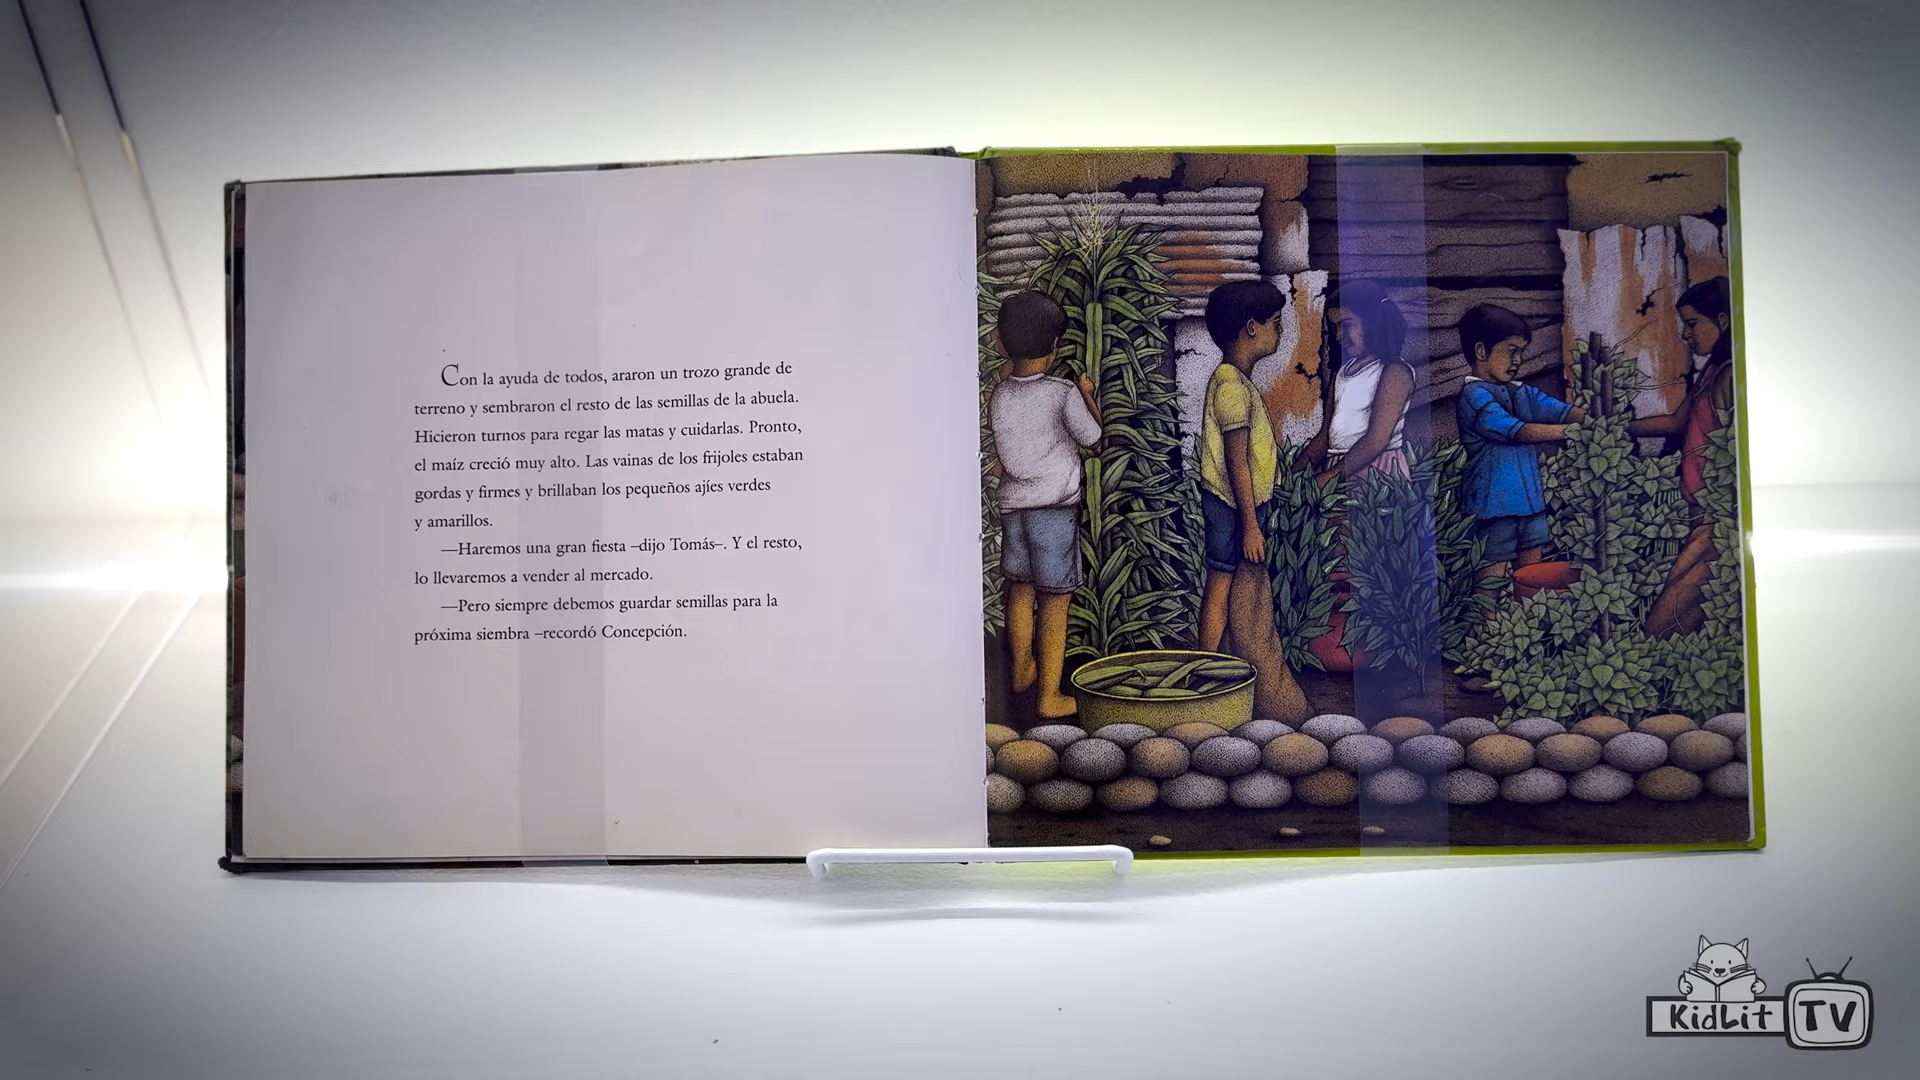 Con la ayuda de todos, araron un trozo grande de
terreno y sembraron el resto de las semillas de la abuela.
Hicieron turnos para regar las matas y cuidarlas. Pronto,
el maíz creció muy alto. Las vainas de los frijoles estaban
gordas y firmes y brillaban los pequeños ajíes verdes
y amarillos.
—Haremos una gran fiesta –dijo Tomás–. Y el resto,
lo llevaremos a vender al mercado.
—Pero siempre debemos guardar semillas para la
próxima siembra –recordó Concepción.
KidLit TV